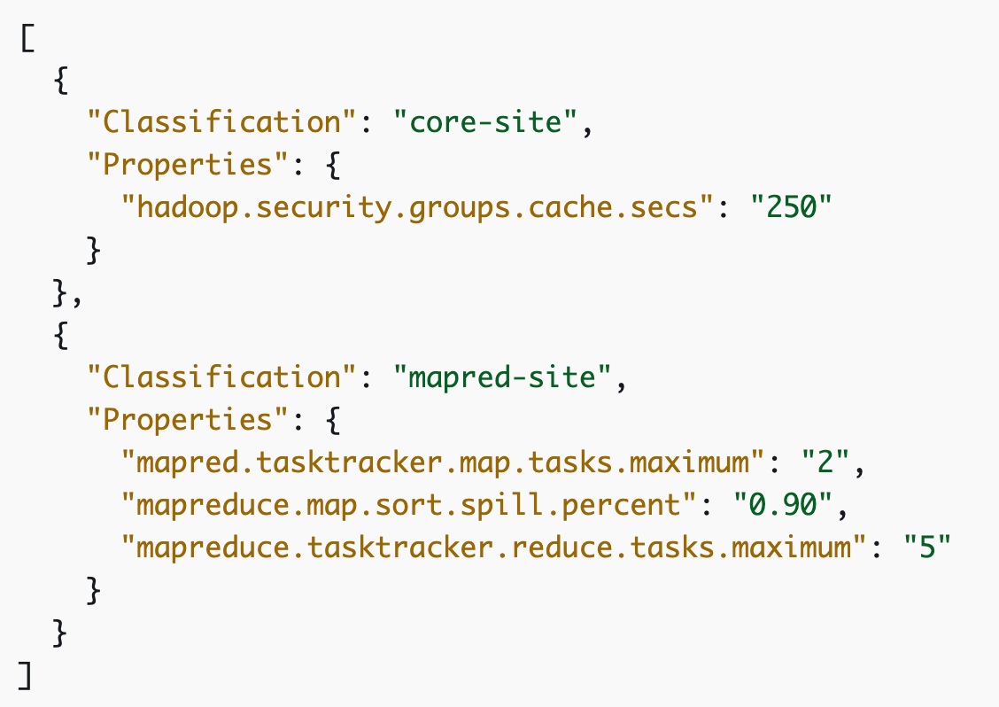 [
  {
    "Classification": "core-site",
    "Properties": {
      "hadoop.security.groups.cache.secs": "250"
    }
  },
  {
    "Classification": "mapred-site",
    "Properties": {
      "mapred.tasktracker.map.tasks.maximum": "2",
      "mapreduce.map.sort.spill.percent": "0.90",
      "mapreduce.tasktracker.reduce.tasks.maximum": "5"
    }
  }
]